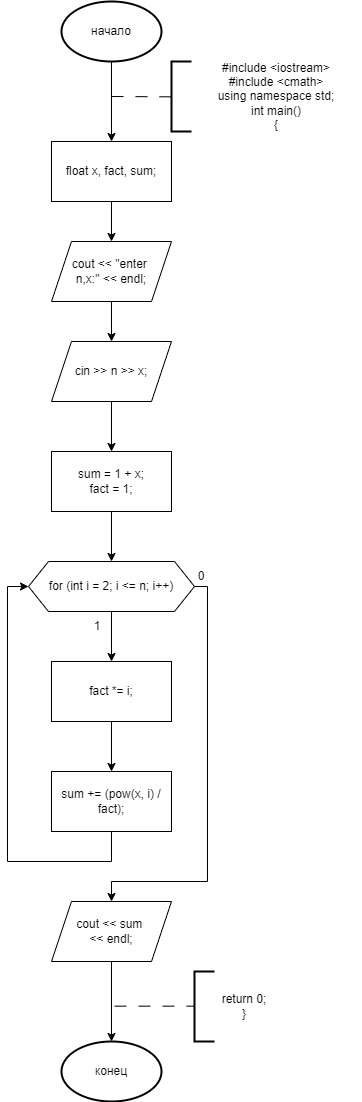 начало
#include <iostream>
#include <cmath>
using namespace std;
int main()
{
float x, fact, sum;
cout << "enter
n,x:" << endl;
cin >> n >> x;
sum = 1 + x;
fact = 1;
for (int i = 2; i <= n; i++)
0
1
fact *= i;
sum += (pow(x, i) /
fact);
cout << sum
<< endl;
return 0;
}
конец